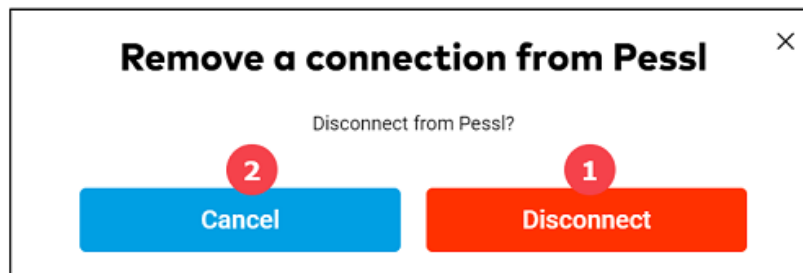 Remove a connection from Pessl
Disconnect from Pessl?
2 1
Cancel Disconnect